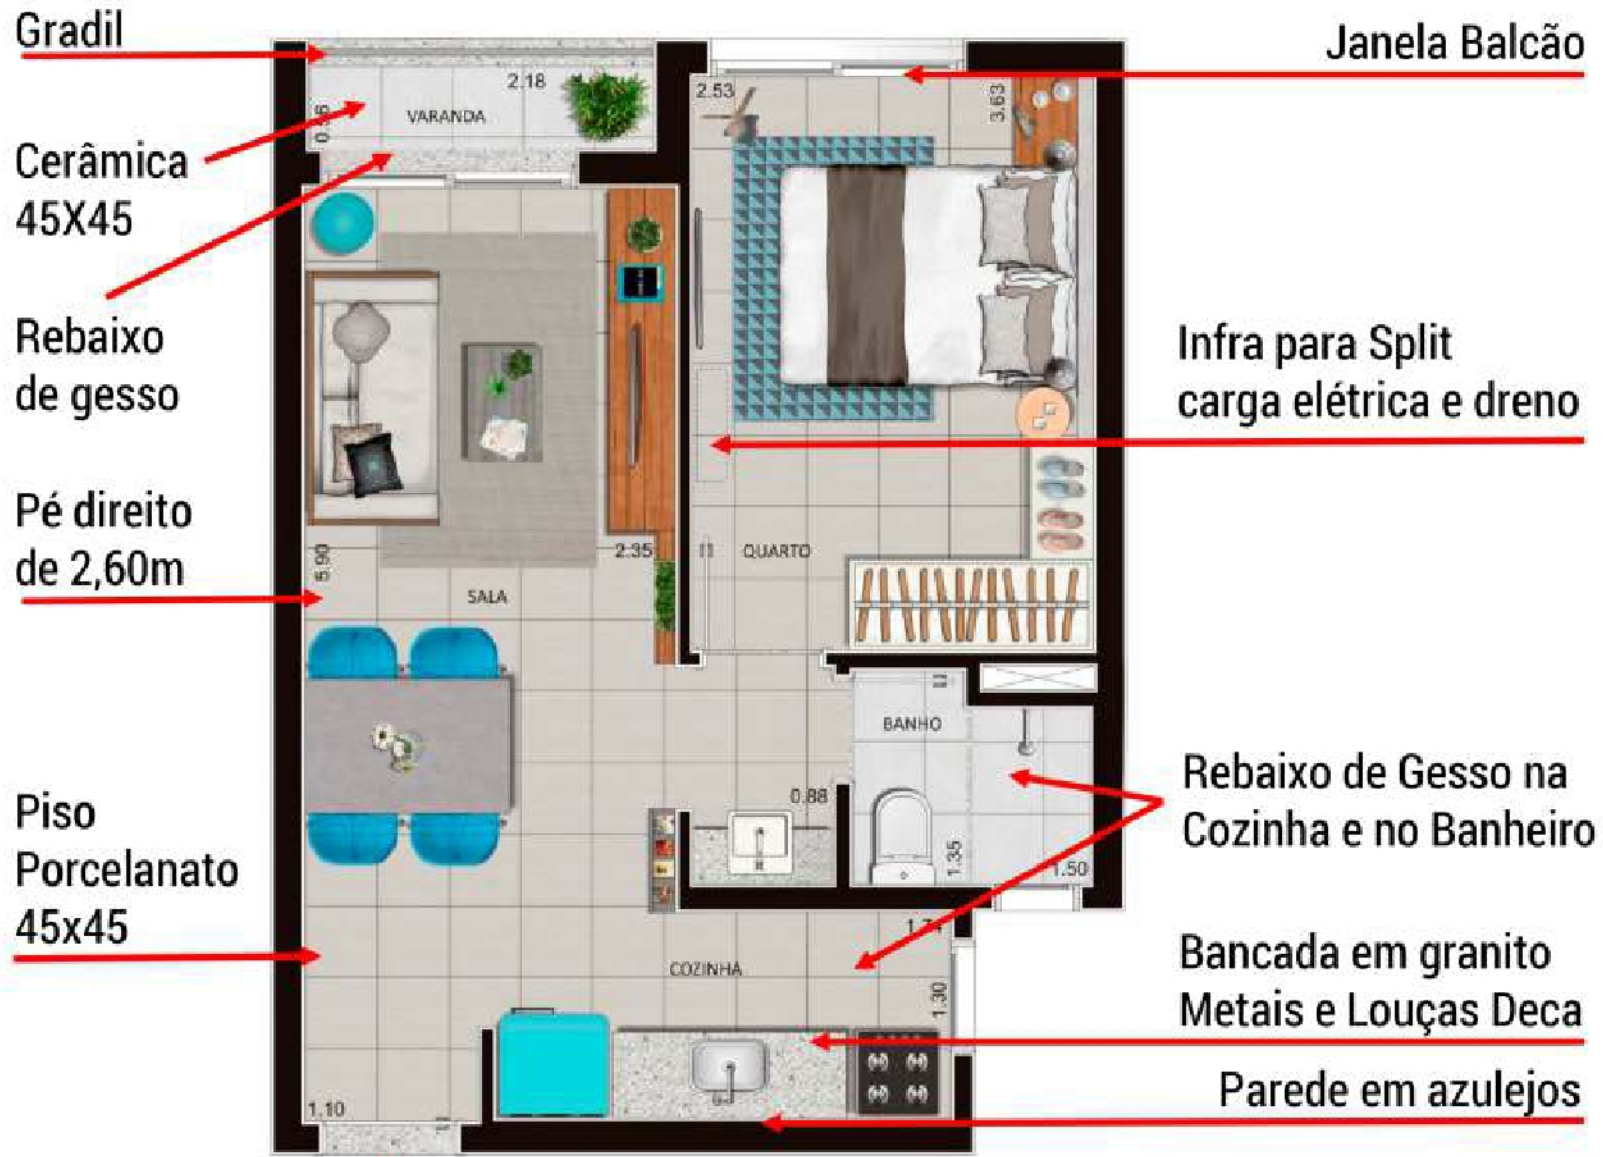 Gradil
Janela Balcão
2.18
VARANDA
2.53
3.63
Cerâmica
45X45
Rebaixo
de gesso
Infra para Split
carga elétrica e dreno
Pé direito
de 2,60m
5.90
2.35
QUARTO
SALA
BANHO
0.88
1.35
1.50
Rebaixo de Gesso na
Cozinha e no Banheiro
Piso
Porcelanato
45x45
COZINHA
1.30
Bancada em granito
Metais e Louças Deca
Parede em azulejos
1.10